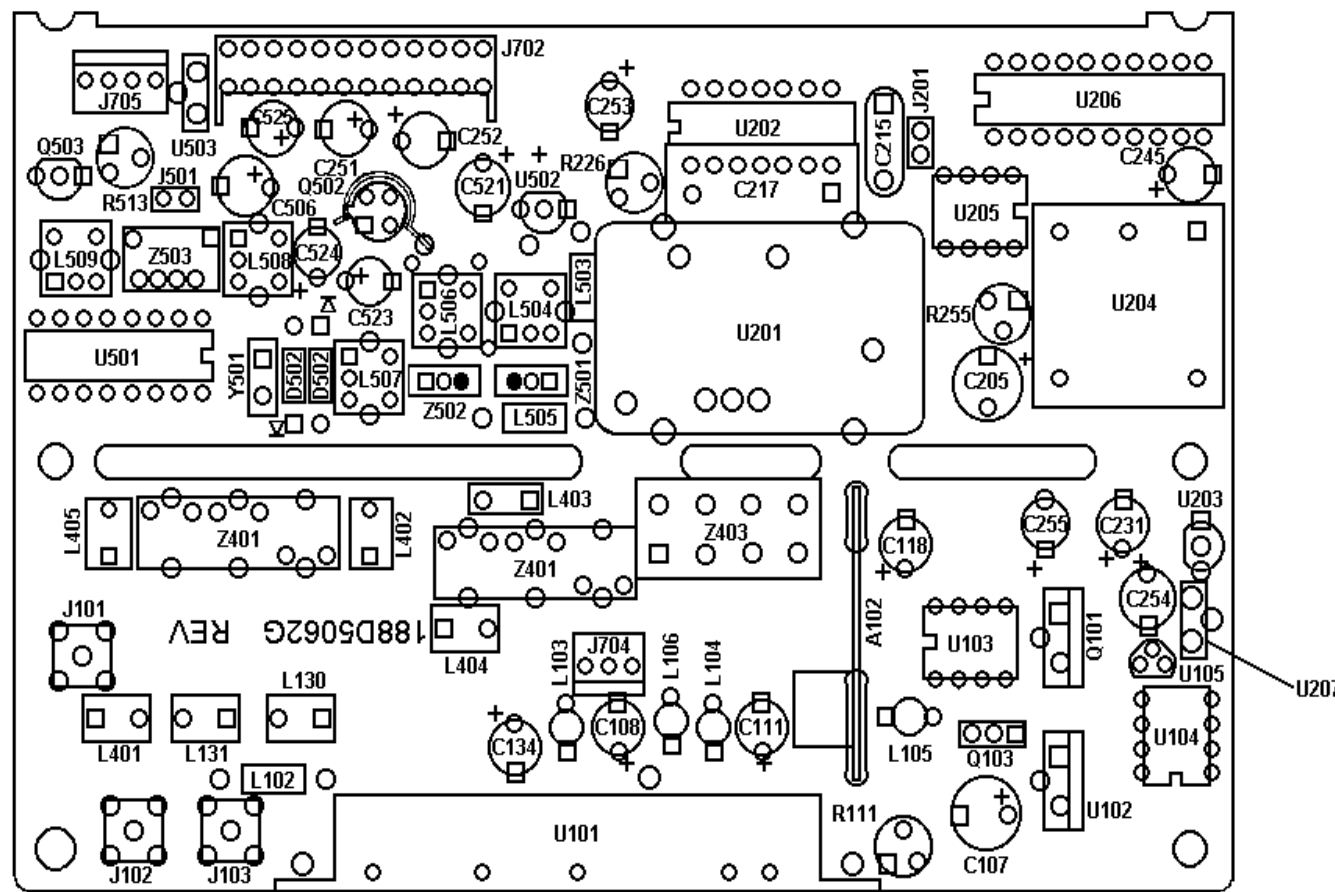 J702
J705
C525
C251
C252
C253
U202
C215
J201
U206
Q503
U503
Q502
C521
U502
R226
C217
C245
R513
J501
C506
C524
U205
L509
Z503
L508
C523
L506
L504
L503
U201
R255
U204
U501
Y501
D502
D502
L507
Z502
Z501
L505
C205
L405
Z401
L402
L403
Z401
Z403
C118
C255
C231
U203
J101
188D5062G REV
L404
L103
J704
L106
L104
A102
U103
Q101
C254
U105
U207
L401
L131
L130
C134
C108
C111
L105
Q103
U104
L102
J102
J103
U101
R111
C107
U102